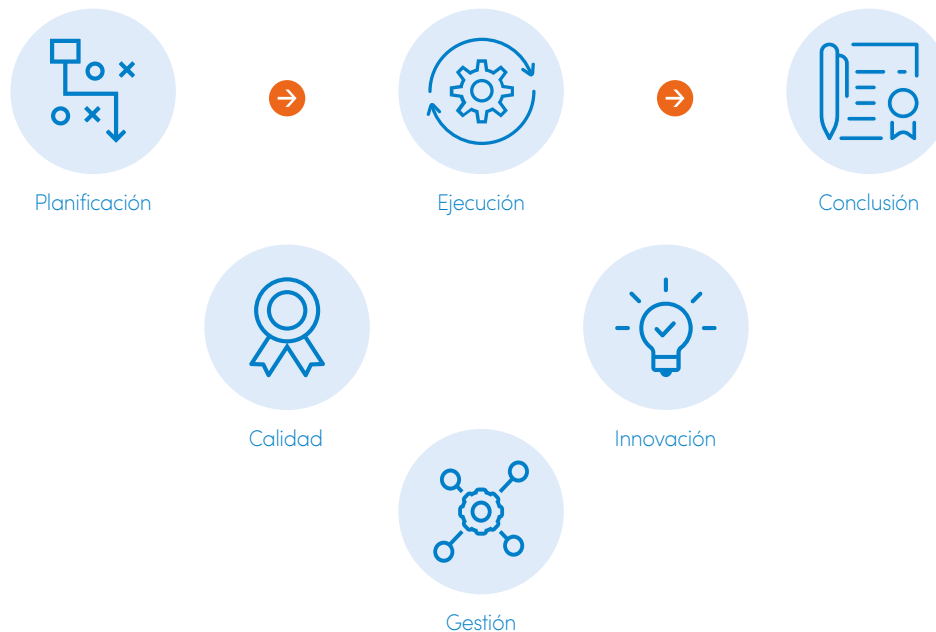 Planificación
Ejecución
Conclusión
Calidad
Innovación
Gestión